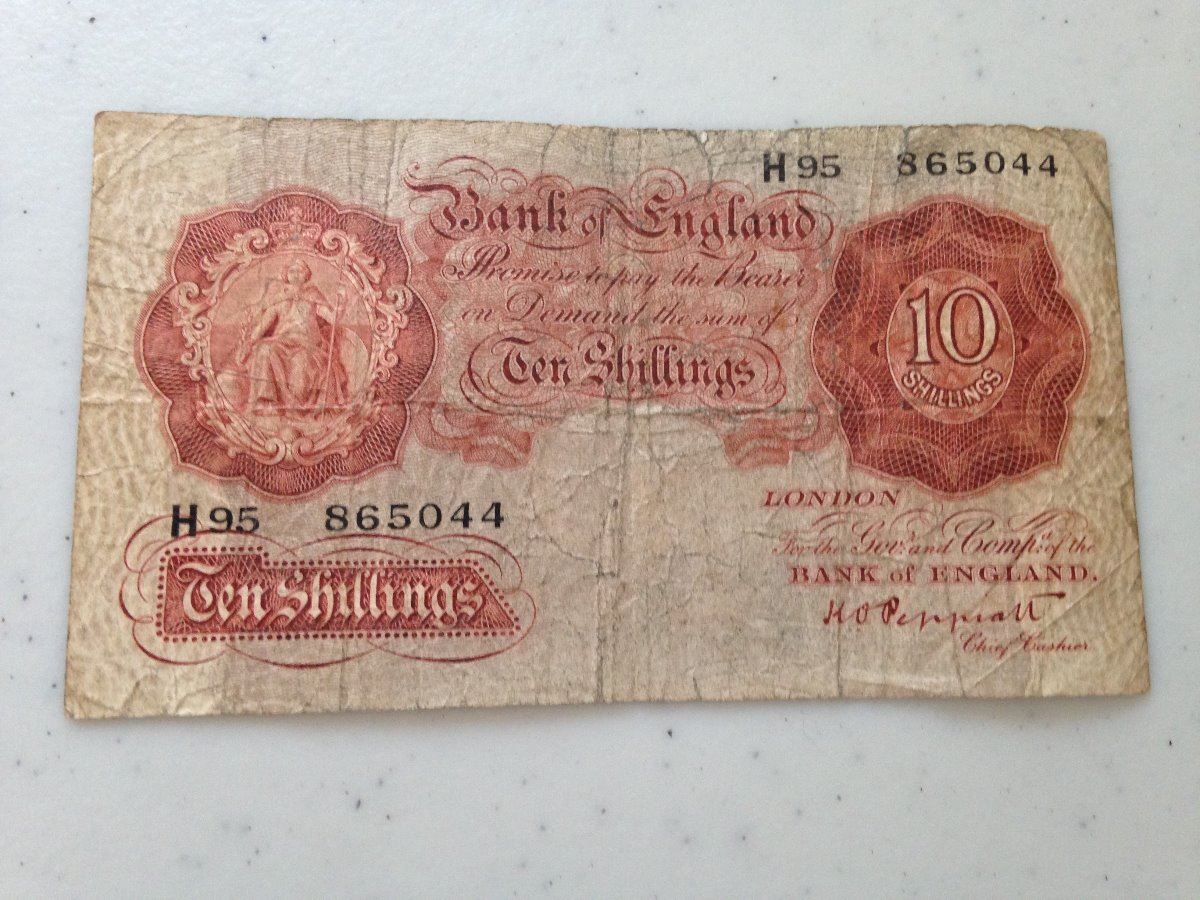 H95 865044
Bank of England
Promise to pay the Bearer
on Demand the sum of
Ten Shillings
10
SHILLINGS
H95 865044
Ten Shillings
LONDON
For the Govr. and Compa. of the
BANK of ENGLAND.
K O Peppiatt
Chief Cashier